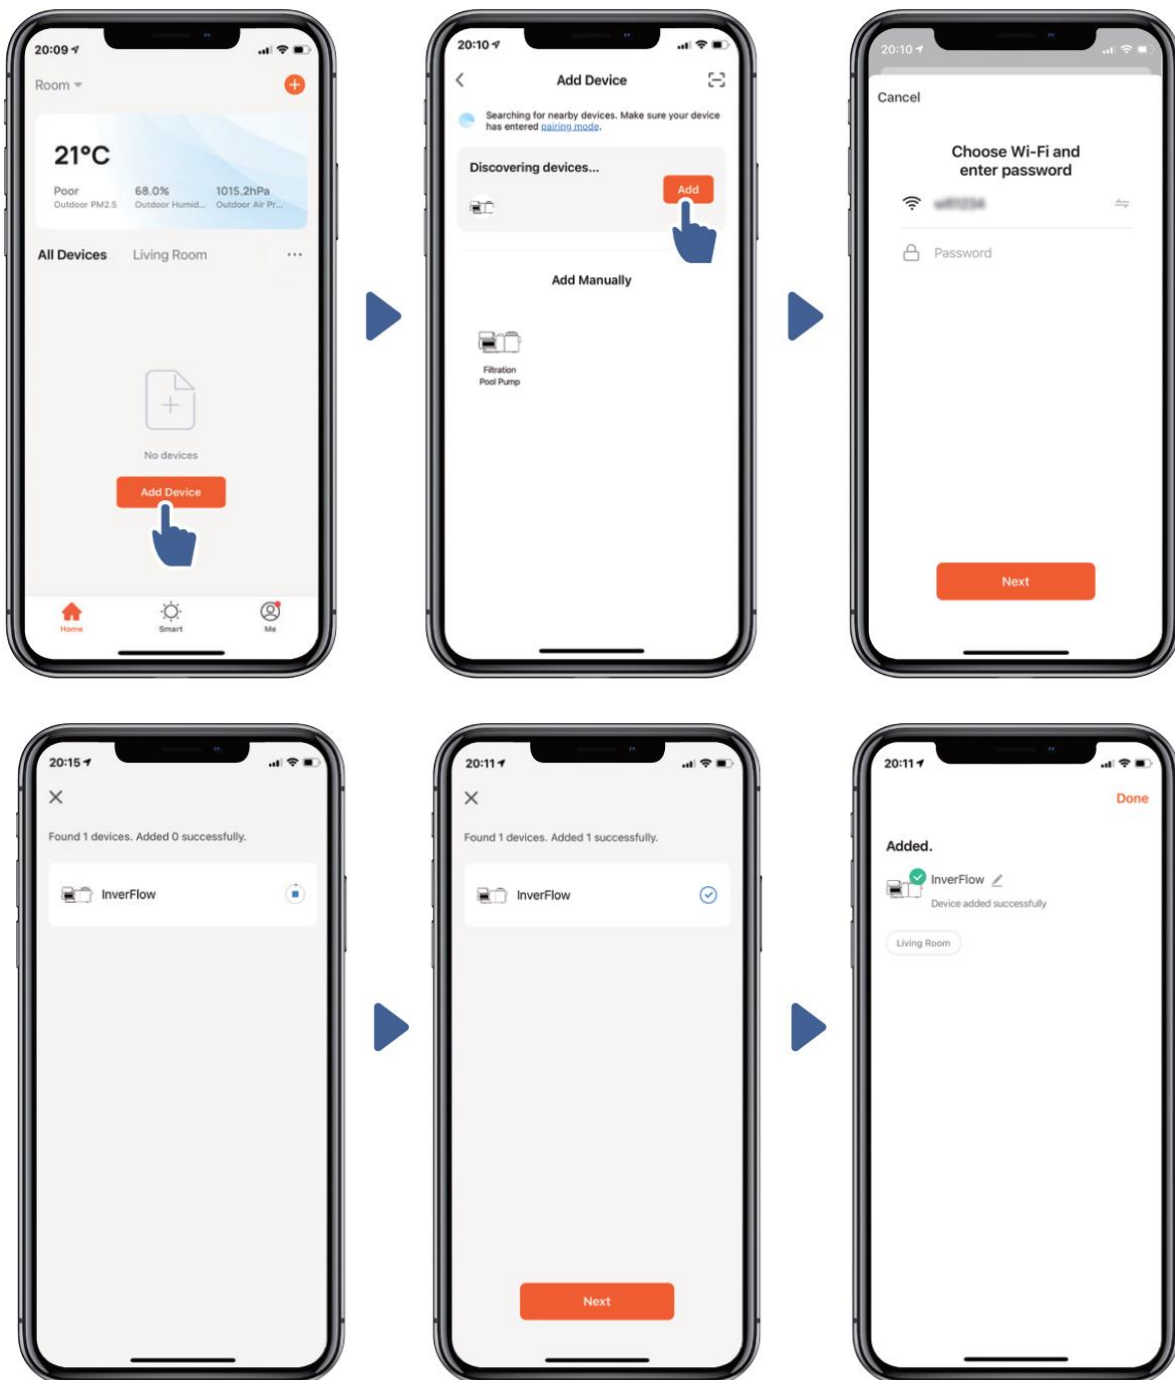 20:09
Room
21°C
Poor 68.0% 1015.2hPa
Outdoor PM2.5 Outdoor Humid... Outdoor Air Pr...
All Devices Living Room ...
No devices
Add Device
Home Smart Me
20:10
Add Device
Searching for nearby devices. Make sure your device
has entered pairing mode.
Discovering devices...
Add
Add Manually
Filtration
Pool Pump
20:10
Cancel
Choose Wi-Fi and
enter password
Password
Next
20:15
Found 1 devices. Added 0 successfully.
InverFlow
20:11
Found 1 devices. Added 1 successfully.
InverFlow
Next
20:11
Done
Added.
InverFlow
Device added successfully
Living Room